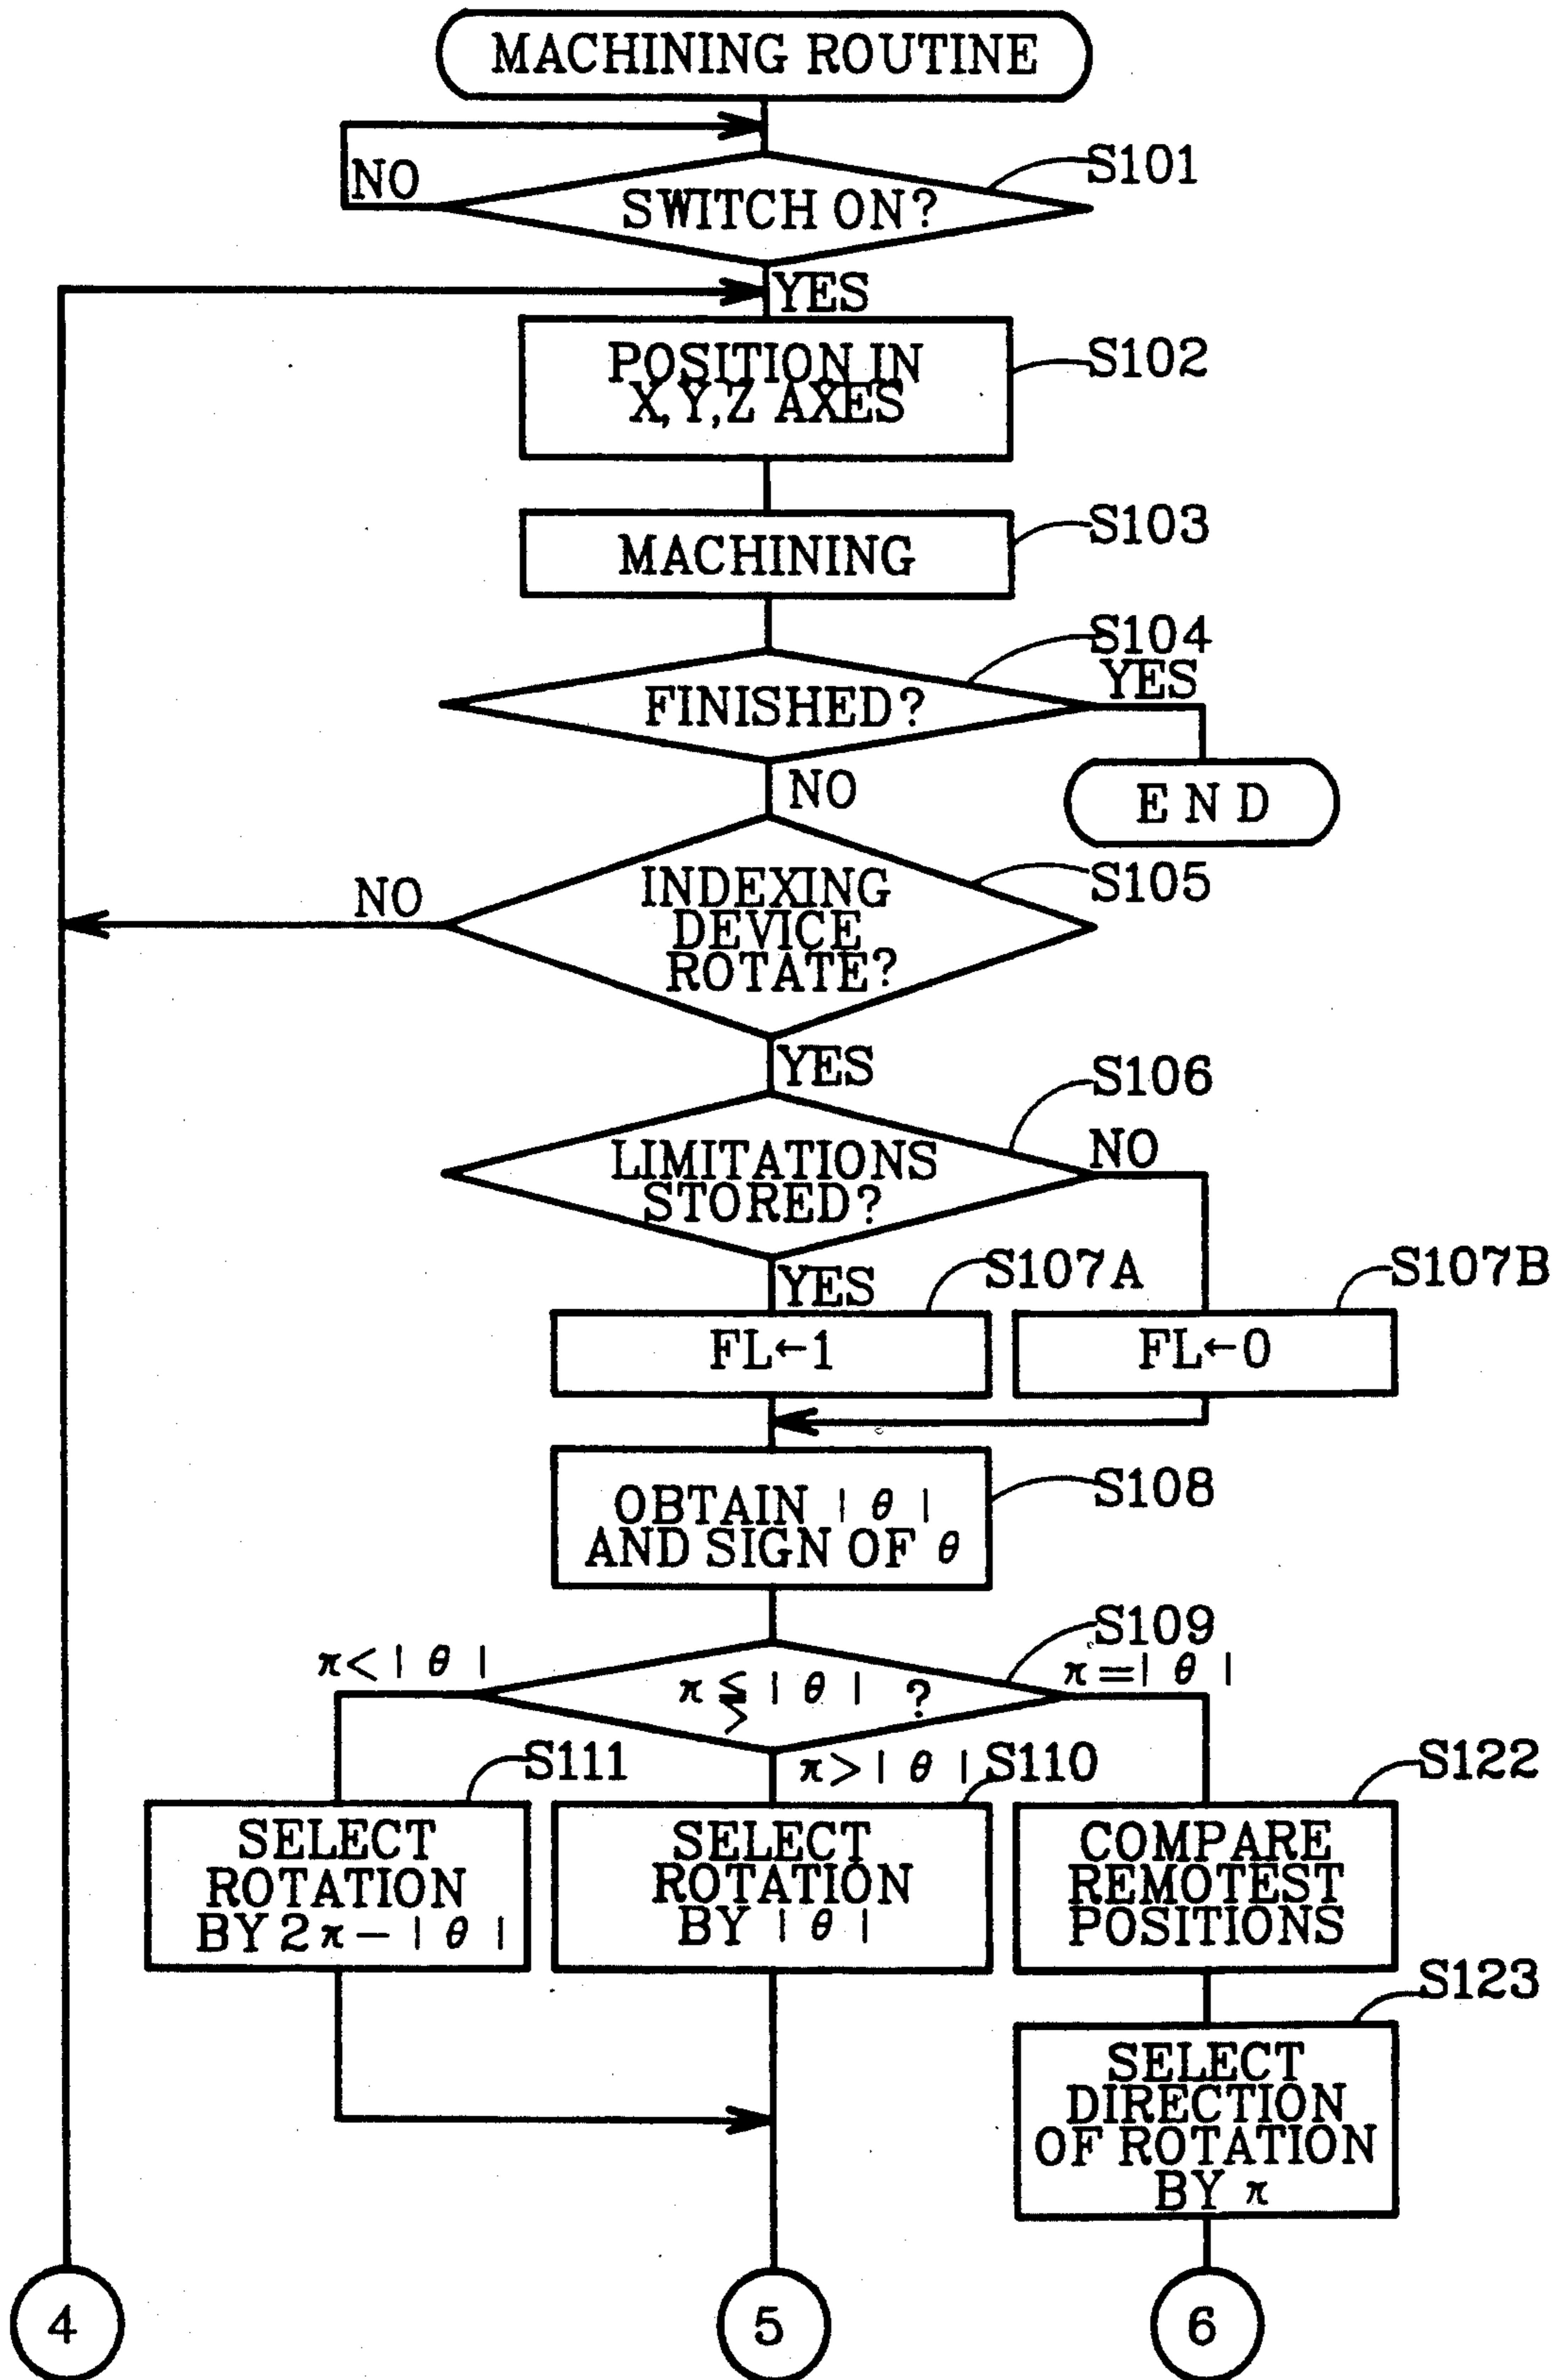 MACHINING ROUTINE
NO
SWITCH ON?
S101
YES
POSITION IN
X,Y,Z AXES
S102
MACHINING
S103
S104
FINISHED?
YES
NO
END
NO
INDEXING
DEVICE
ROTATE?
S105
YES
S106
LIMITATIONS
STORED?
NO
YES
S107A
S107B
FL←1
FL←0
OBTAIN |θ|
AND SIGN OF θ
S108
S109
π<|θ|
π⪋|θ| ?
π=|θ|
π>|θ|
S111
S110
S122
SELECT
ROTATION
BY 2π-|θ|
SELECT
ROTATION
BY |θ|
COMPARE
REMOTEST
POSITIONS
S123
SELECT
DIRECTION
OF ROTATION
BY π
4
5
6